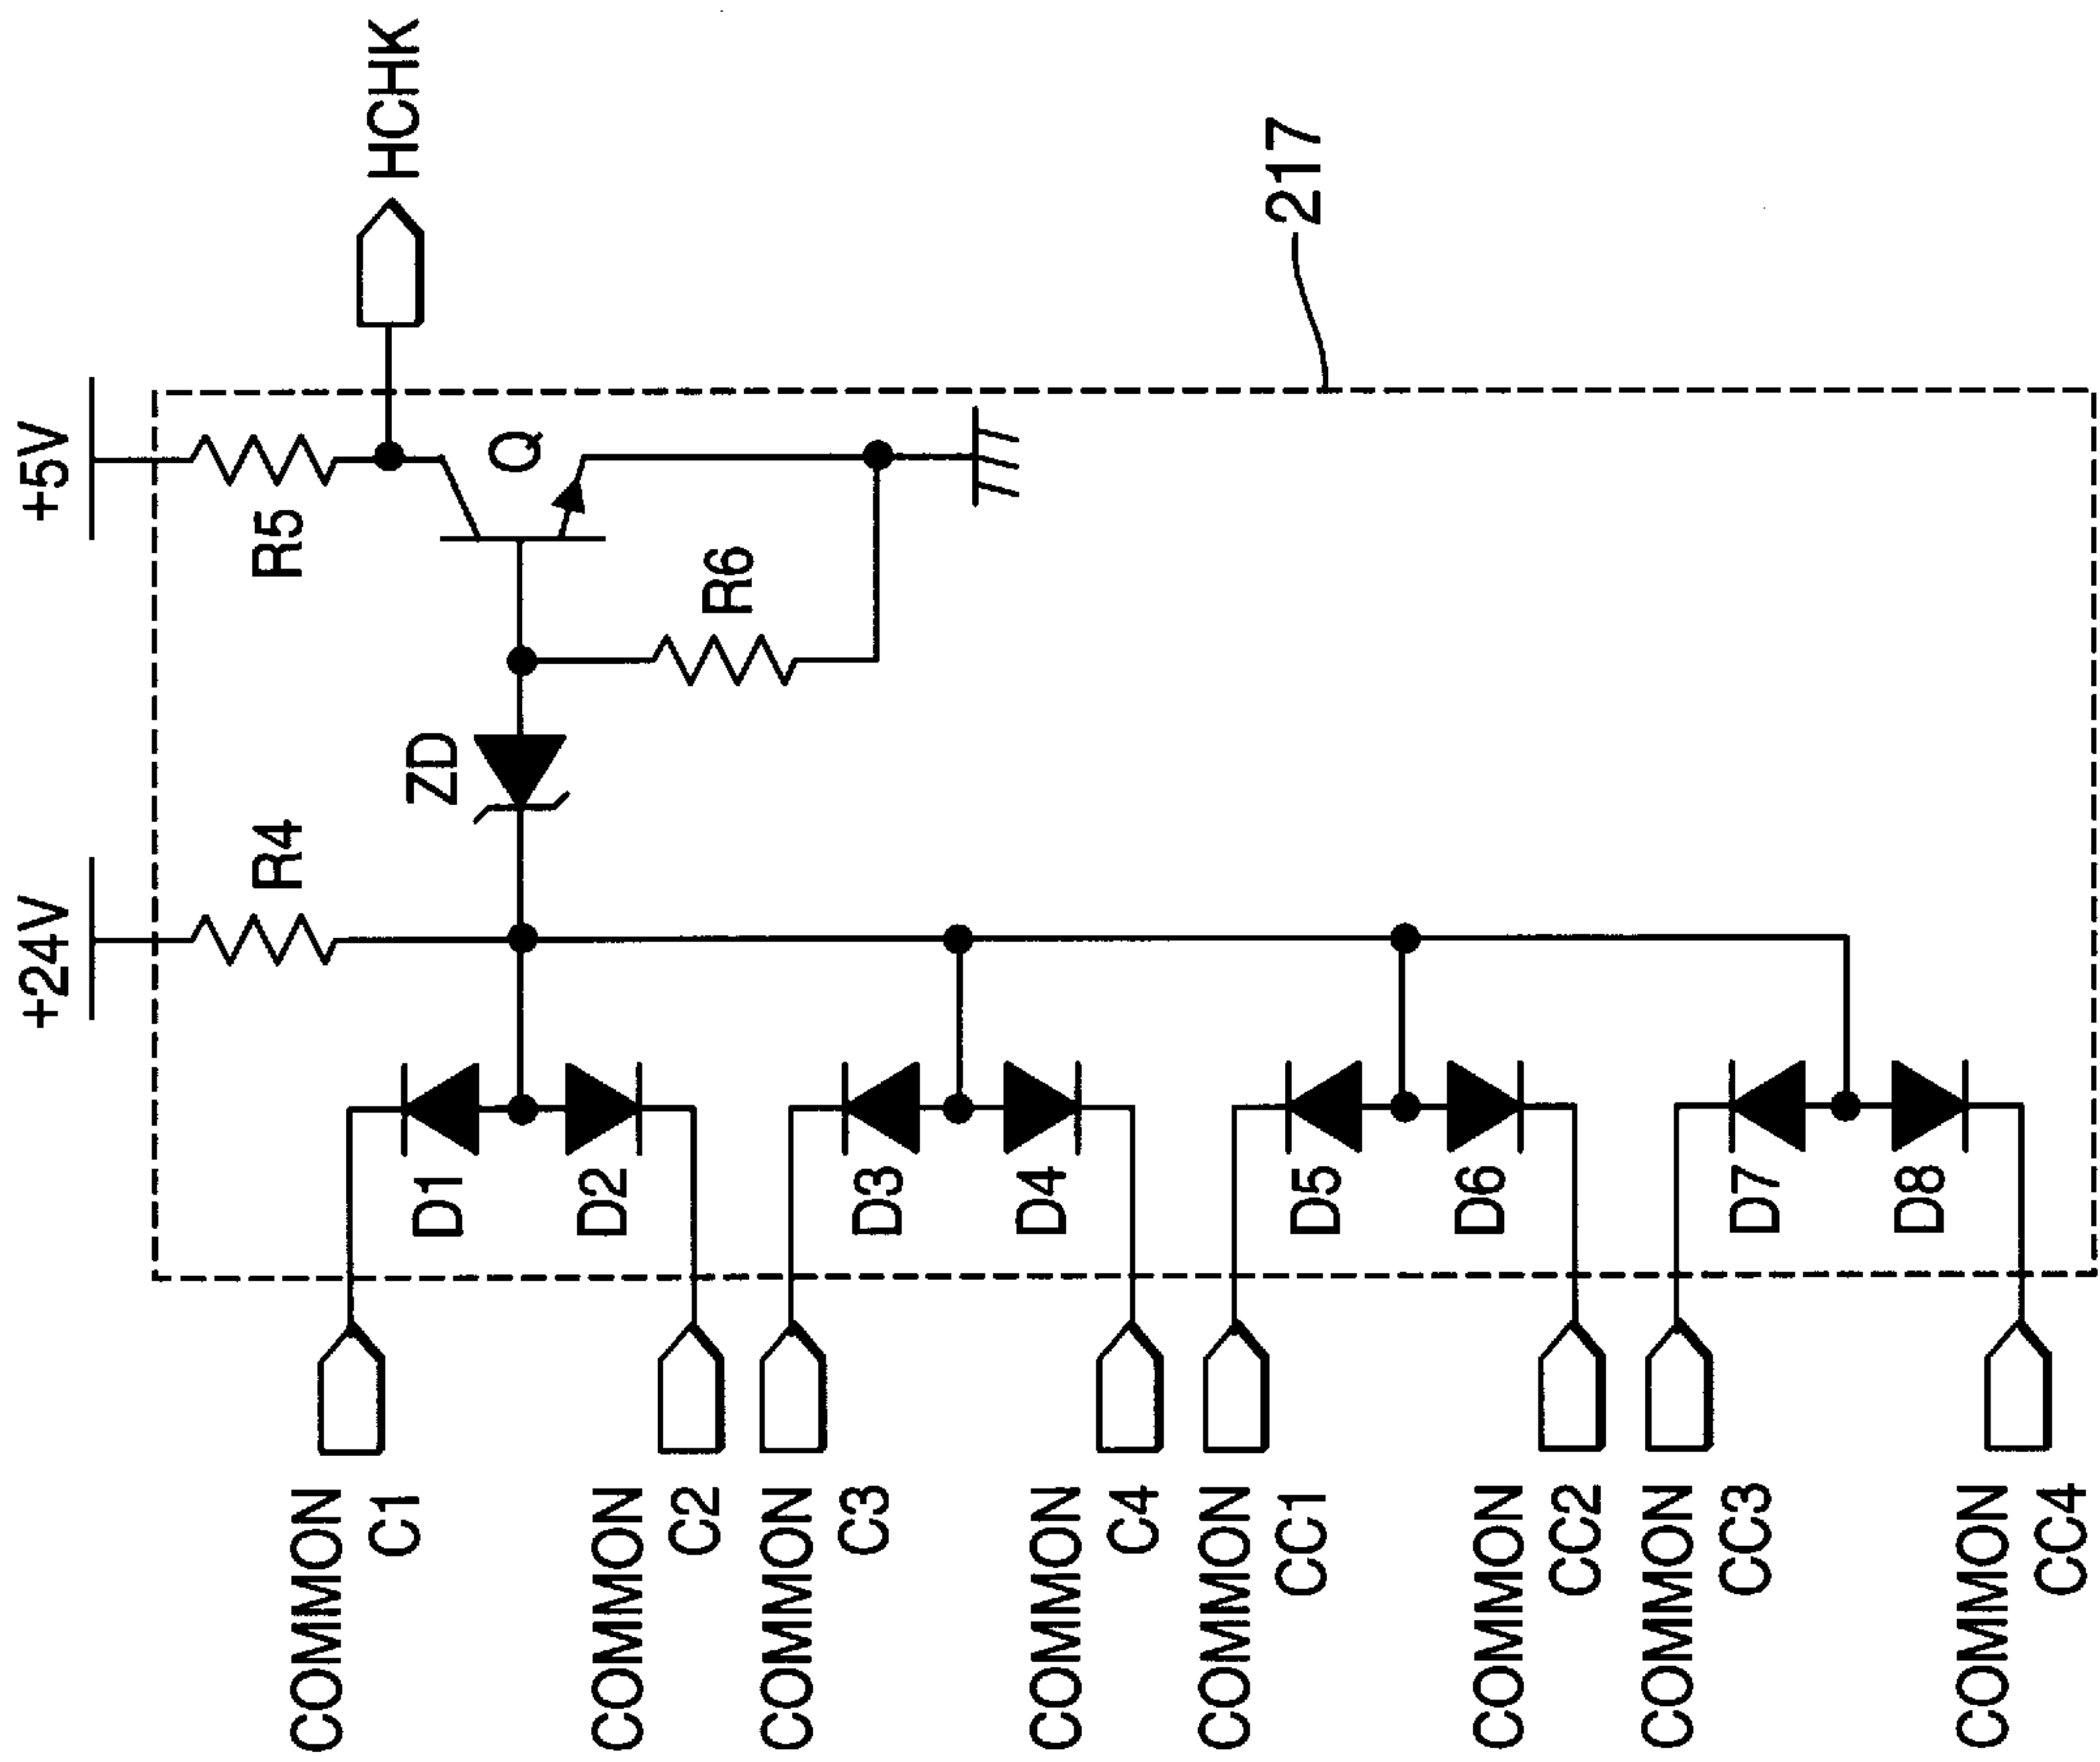 +24V
+5V
R4
R5
HCHK
ZD
Q
R6
217
D1
D2
D3
D4
D5
D6
D7
D8
COMMON
C1
COMMON
C2
COMMON
C3
COMMON
C4
COMMON
CC1
COMMON
CC2
COMMON
CC3
COMMON
CC4